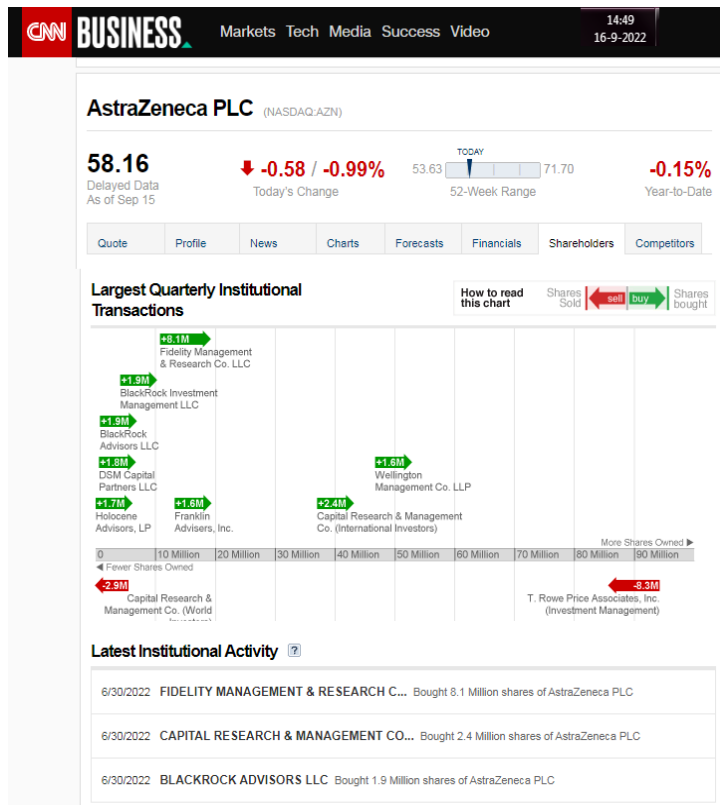 CNN BUSINESS Markets Tech Media Success Video 14:49
16-9-2022
AstraZeneca PLC (NASDAQ:AZN)
TODAY
58.16 -0.58 / -0.99% 53.63 71.70 -0.15%
Delayed Data Today's Change 52-Week Range Year-to-Date
As of Sep 15
Quote Profile News Charts Forecasts Financials Shareholders Competitors
Largest Quarterly Institutional
Transactions
How to read
this chart
Shares
Sold
sell buy
Shares
bought
+8.1M
Fidelity Management
& Research Co. LLC
+1.9M
BlackRock Investment
Management LLC
+1.9M
BlackRock
Advisors LLC
+1.8M
DSM Capital
Partners LLC
+1.6M
Wellington
Management Co. LLP
+1.7M
Holocene
Advisors, LP
+1.6M
Franklin
Advisers, Inc.
+2.4M
Capital Research & Management
Co. (International Investors)
More Shares Owned ▶
0 10 Million 20 Million 30 Million 40 Million 50 Million 60 Million 70 Million 80 Million 90 Million
◀ Fewer Shares Owned
-2.9M
Capital Research &
Management Co. (World
-8.3M
T. Rowe Price Associates, Inc.
(Investment Management)
Latest Institutional Activity ?
6/30/2022 FIDELITY MANAGEMENT & RESEARCH C... Bought 8.1 Million shares of AstraZeneca PLC
6/30/2022 CAPITAL RESEARCH & MANAGEMENT CO... Bought 2.4 Million shares of AstraZeneca PLC
6/30/2022 BLACKROCK ADVISORS LLC Bought 1.9 Million shares of AstraZeneca PLC